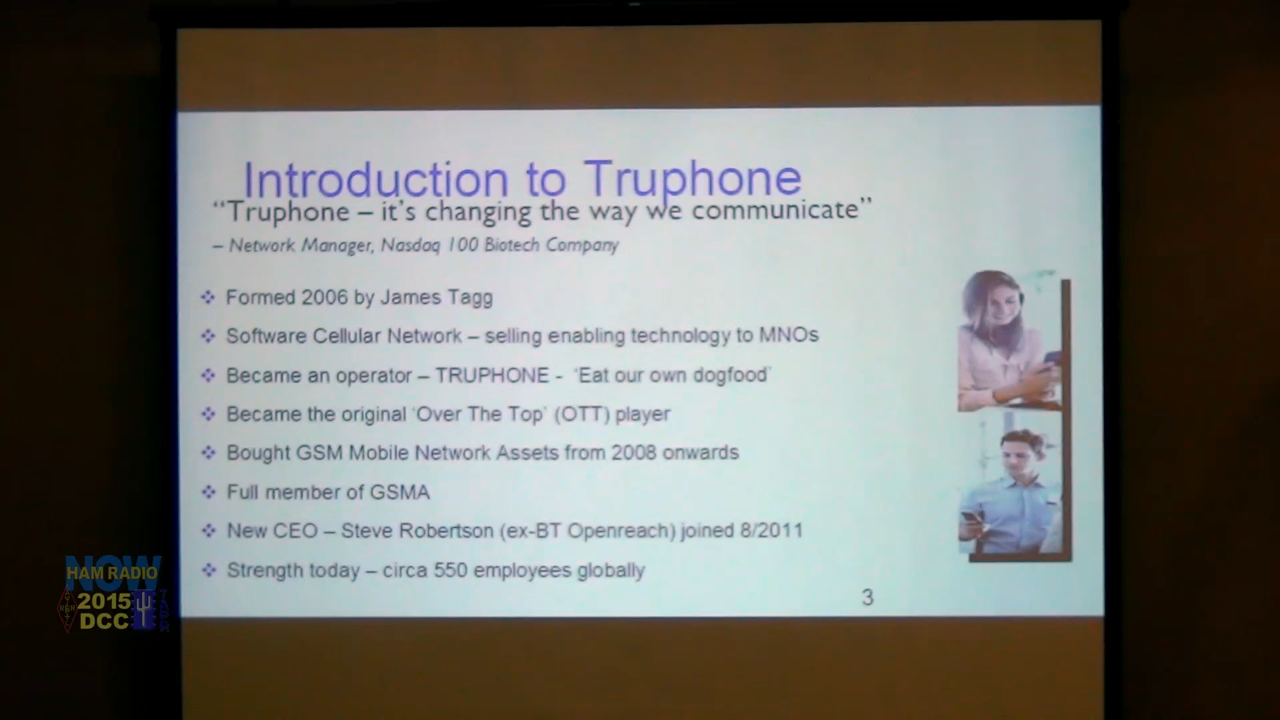 Introduction to Truphone
“Truphone – it’s changing the way we communicate”
– Network Manager, Nasdaq 100 Biotech Company
❖ Formed 2006 by James Tagg
❖ Software Cellular Network – selling enabling technology to MNOs
❖ Became an operator – TRUPHONE - ‘Eat our own dogfood’
❖ Became the original ‘Over The Top’ (OTT) player
❖ Bought GSM Mobile Network Assets from 2008 onwards
❖ Full member of GSMA
❖ New CEO – Steve Robertson (ex-BT Openreach) joined 8/2011
❖ Strength today – circa 550 employees globally
3
NOW
HAM RADIO
2015
DCC
TAPR